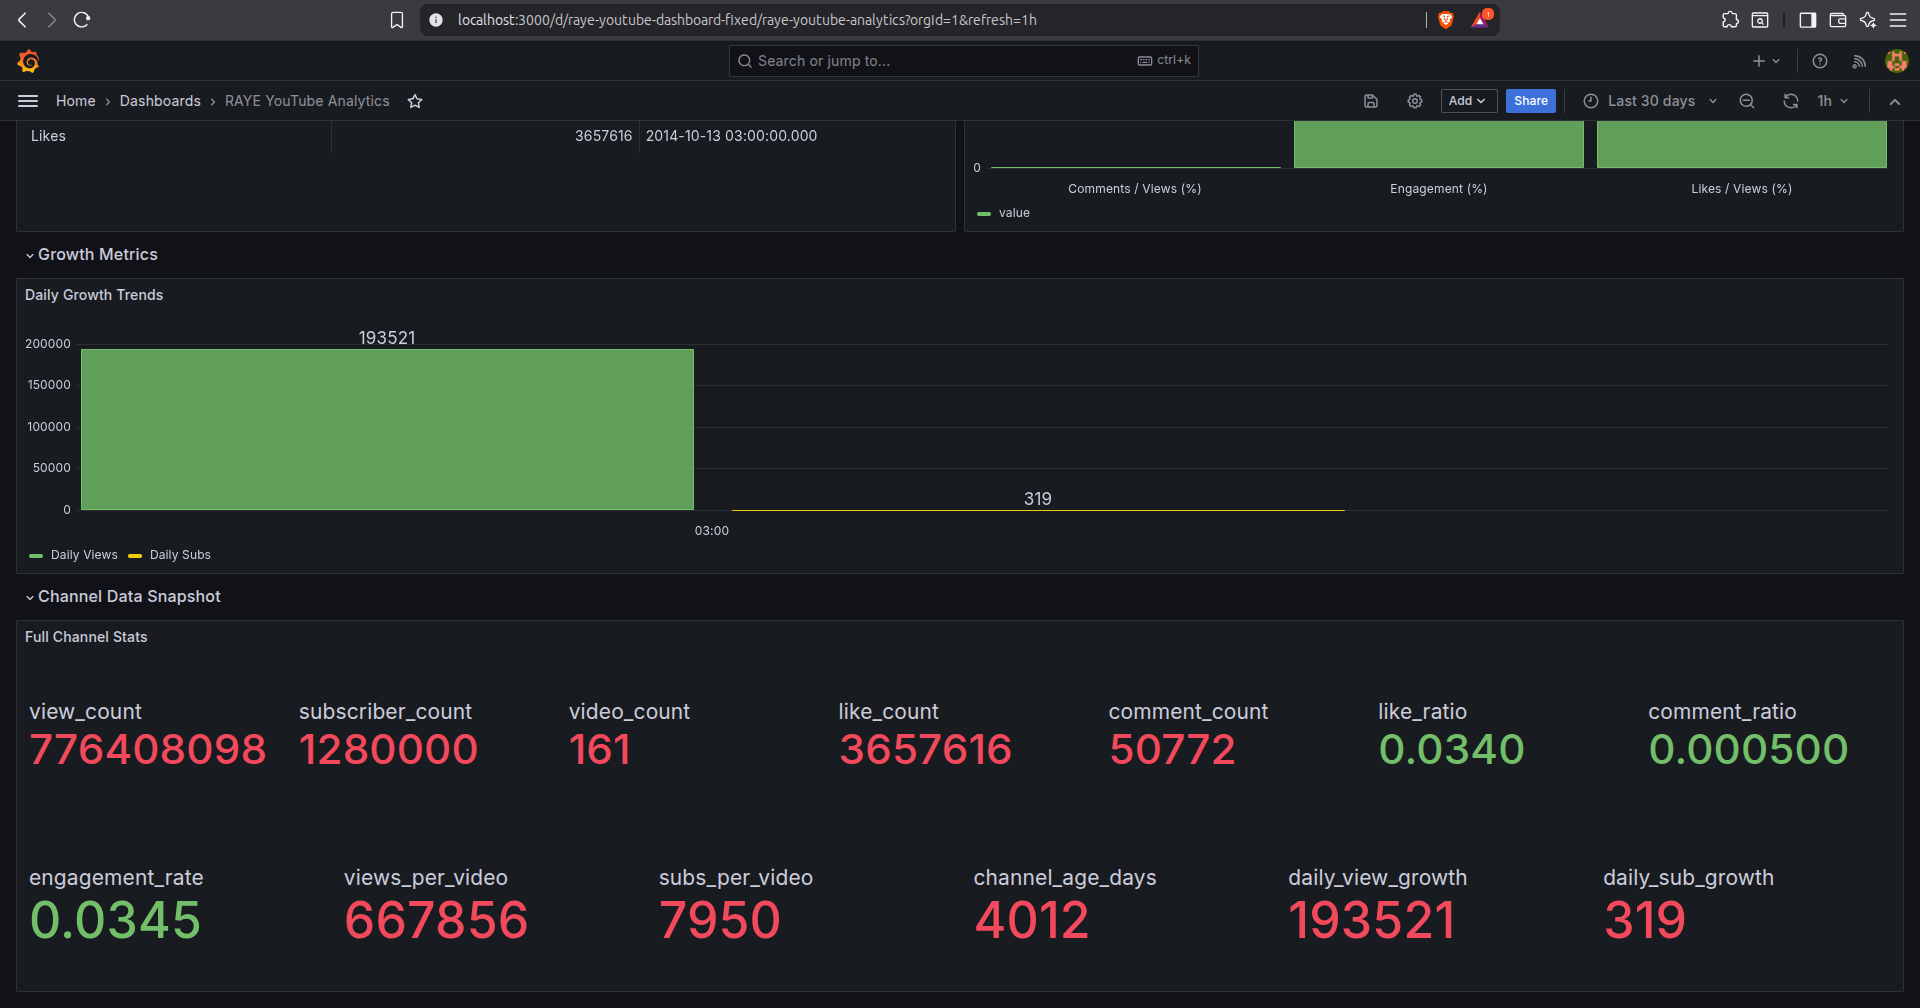 localhost:3000/d/raye-youtube-dashboard-fixed/raye-youtube-analytics?orgId=1&refresh=1h
1
Search or jump to...
ctrl+k
Home › Dashboards › RAYE YouTube Analytics
Add
Share
Last 30 days
1h
Likes 3657616 2014-10-13 03:00:00.000
0
Comments / Views (%) Engagement (%) Likes / Views (%)
value
Growth Metrics
Daily Growth Trends
193521
200000
150000
100000
50000
319
0
03:00
Daily Views Daily Subs
Channel Data Snapshot
Full Channel Stats
view_count subscriber_count video_count like_count comment_count like_ratio comment_ratio
776408098 1280000 161 3657616 50772 0.0340 0.000500
engagement_rate views_per_video subs_per_video channel_age_days daily_view_growth daily_sub_growth
0.0345 667856 7950 4012 193521 319